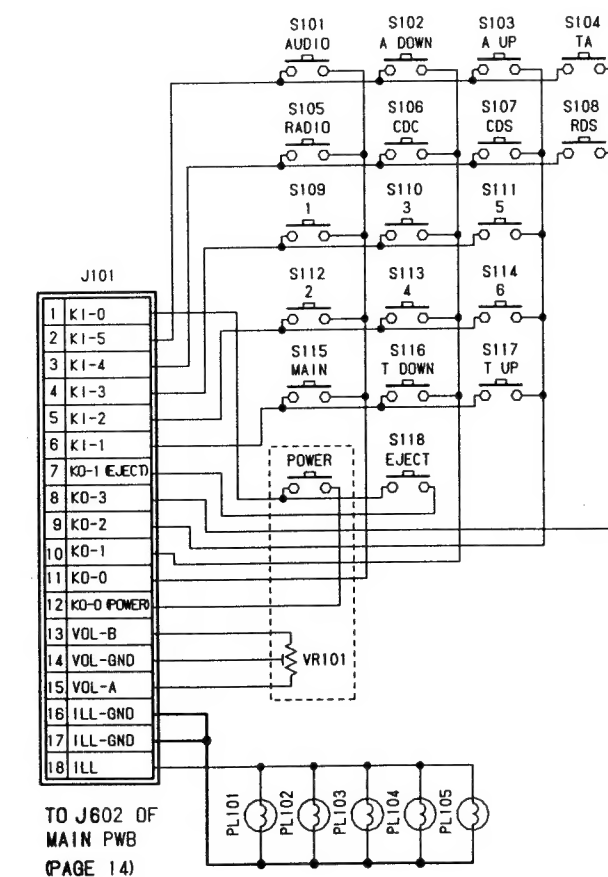 S101 S102 S103 S104
AUDIO A DOWN A UP TA
S105 S106 S107 S108
RADIO CDC CDS RDS
S109 S110 S111
1 3 5
S112 S113 S114
2 4 6
S115 S116 S117
MAIN T DOWN T UP
POWER S118
EJECT
J101
1 KI-0
2 KI-5
3 KI-4
4 KI-3
5 KI-2
6 KI-1
7 KO-1 (EJECT)
8 KO-3
9 KO-2
10 KO-1
11 KO-0
12 KO-0 (POWER)
13 VOL-B
14 VOL-GND
15 VOL-A
16 ILL-GND
17 ILL-GND
18 ILL
VR101
PL101 PL102 PL103 PL104 PL105
TO J602 OF
MAIN PWB
(PAGE 14)